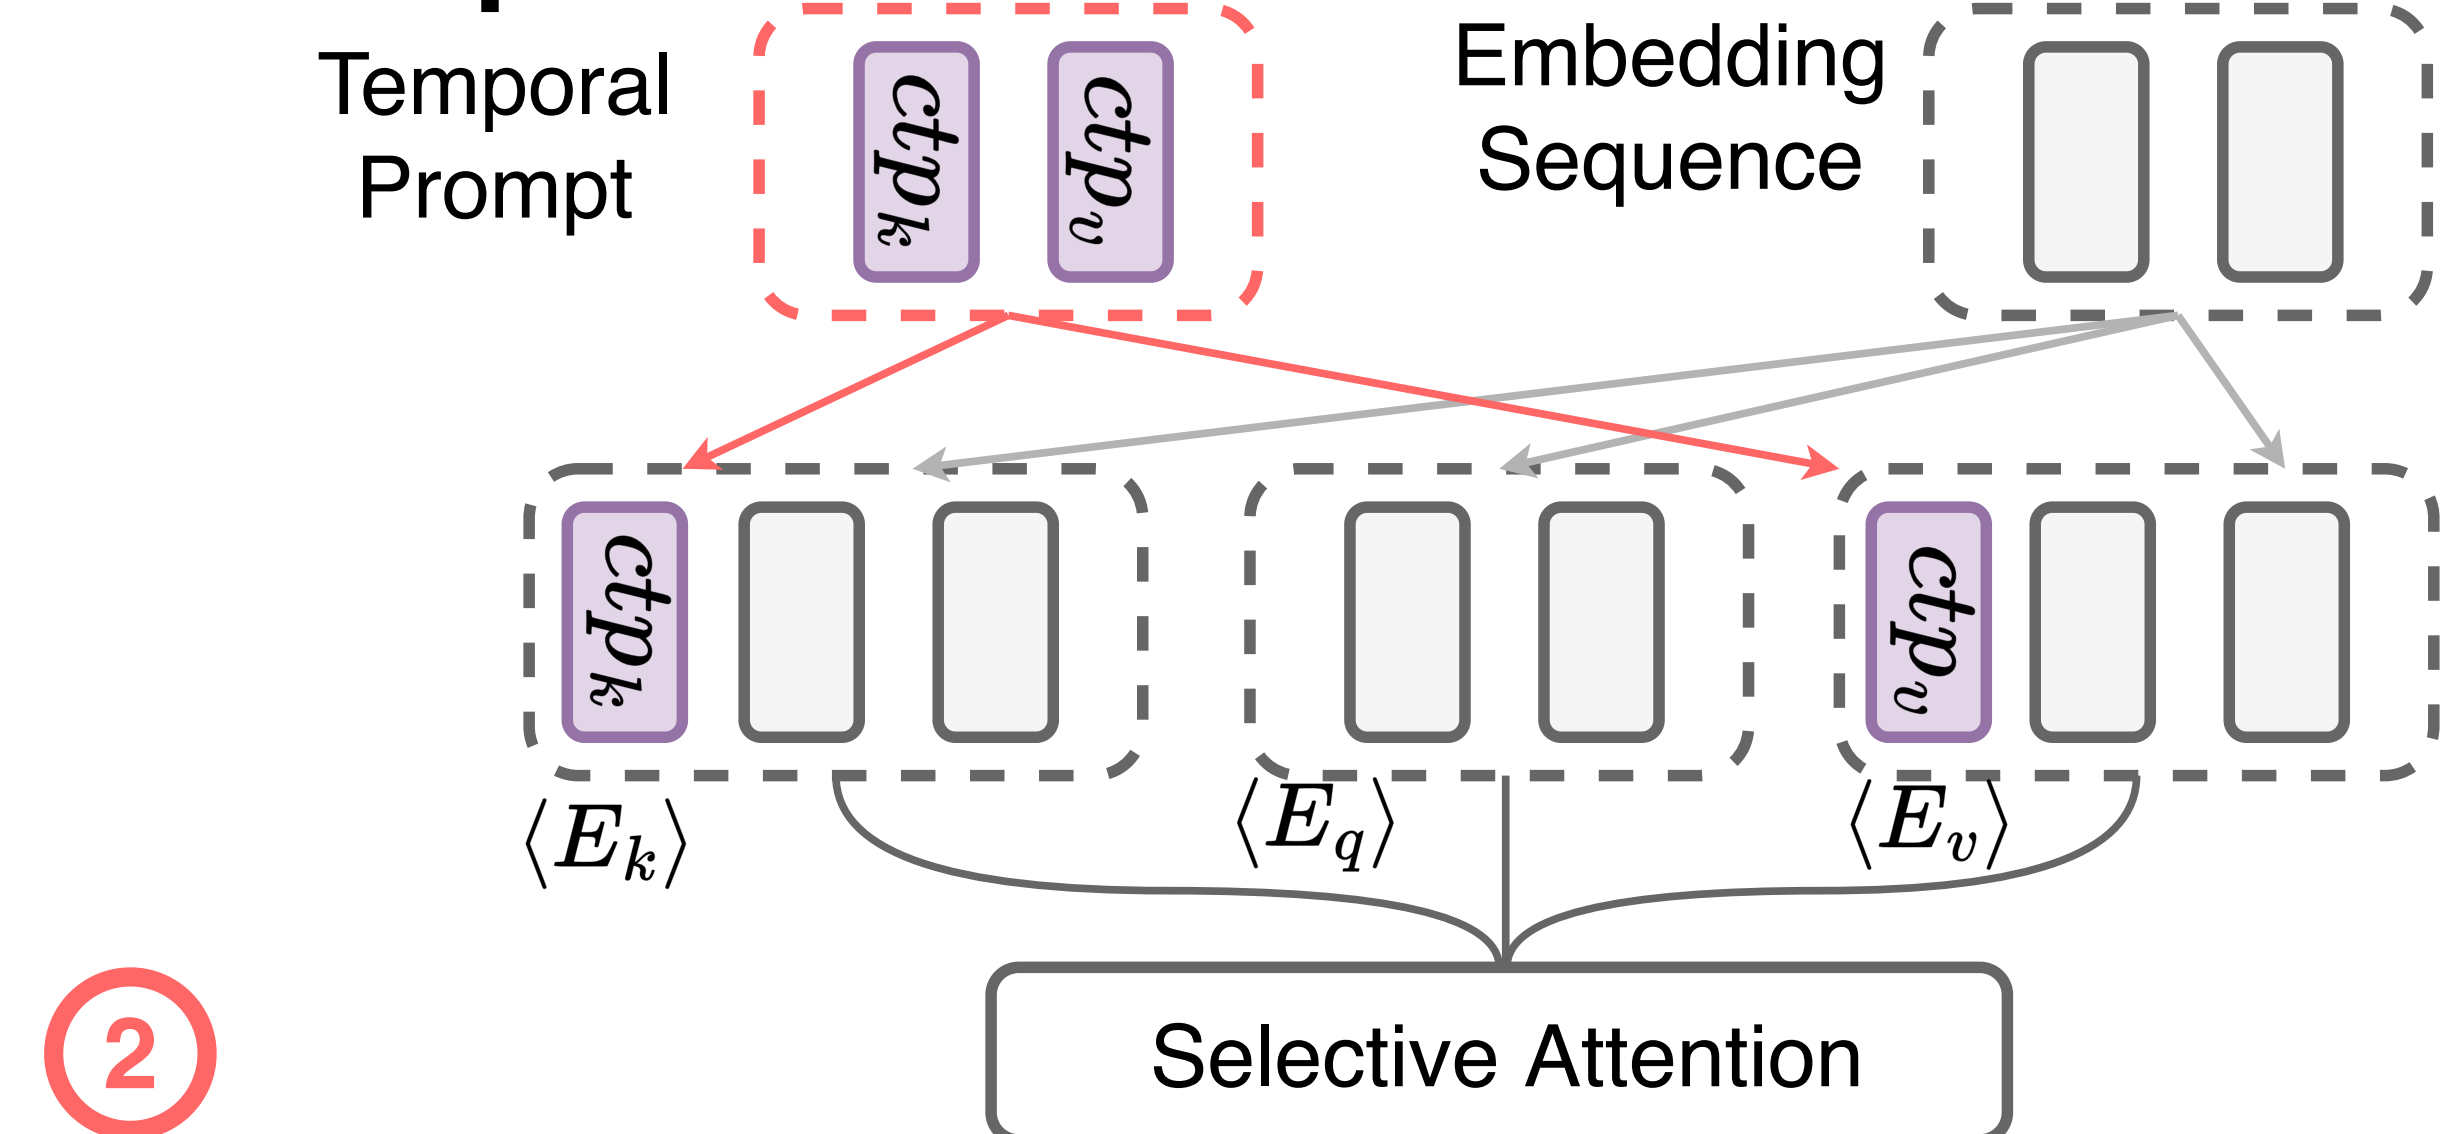 Temporal
Prompt
ctp_k
ctp_v
Embedding
Sequence
ctp_k
ctp_v
⟨E_k⟩
⟨E_q⟩
⟨E_v⟩
2
Selective Attention